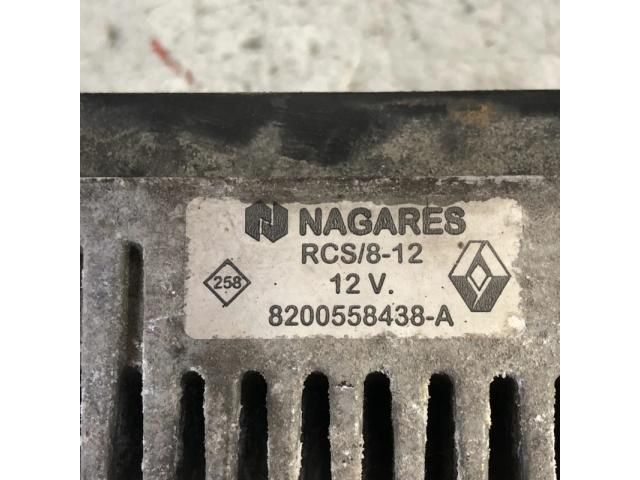 NAGARES
RCS/8-12
258
12 V.
8200558438-A